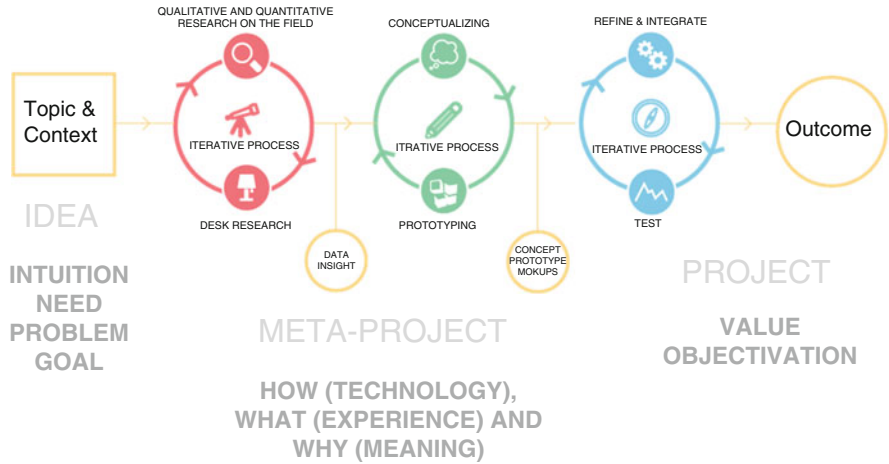 QUALITATIVE AND QUANTITATIVE
RESEARCH ON THE FIELD
CONCEPTUALIZING
REFINE & INTEGRATE
Topic &
Context
ITERATIVE PROCESS
ITRATIVE PROCESS
ITERATIVE PROCESS
Outcome
DESK RESEARCH
PROTOTYPING
TEST
IDEA
DATA
INSIGHT
CONCEPT
PROTOTYPE
MOKUPS
INTUITION
NEED
PROBLEM
GOAL
META-PROJECT
PROJECT
VALUE
OBJECTIVATION
HOW (TECHNOLOGY),
WHAT (EXPERIENCE) AND
WHY (MEANING)